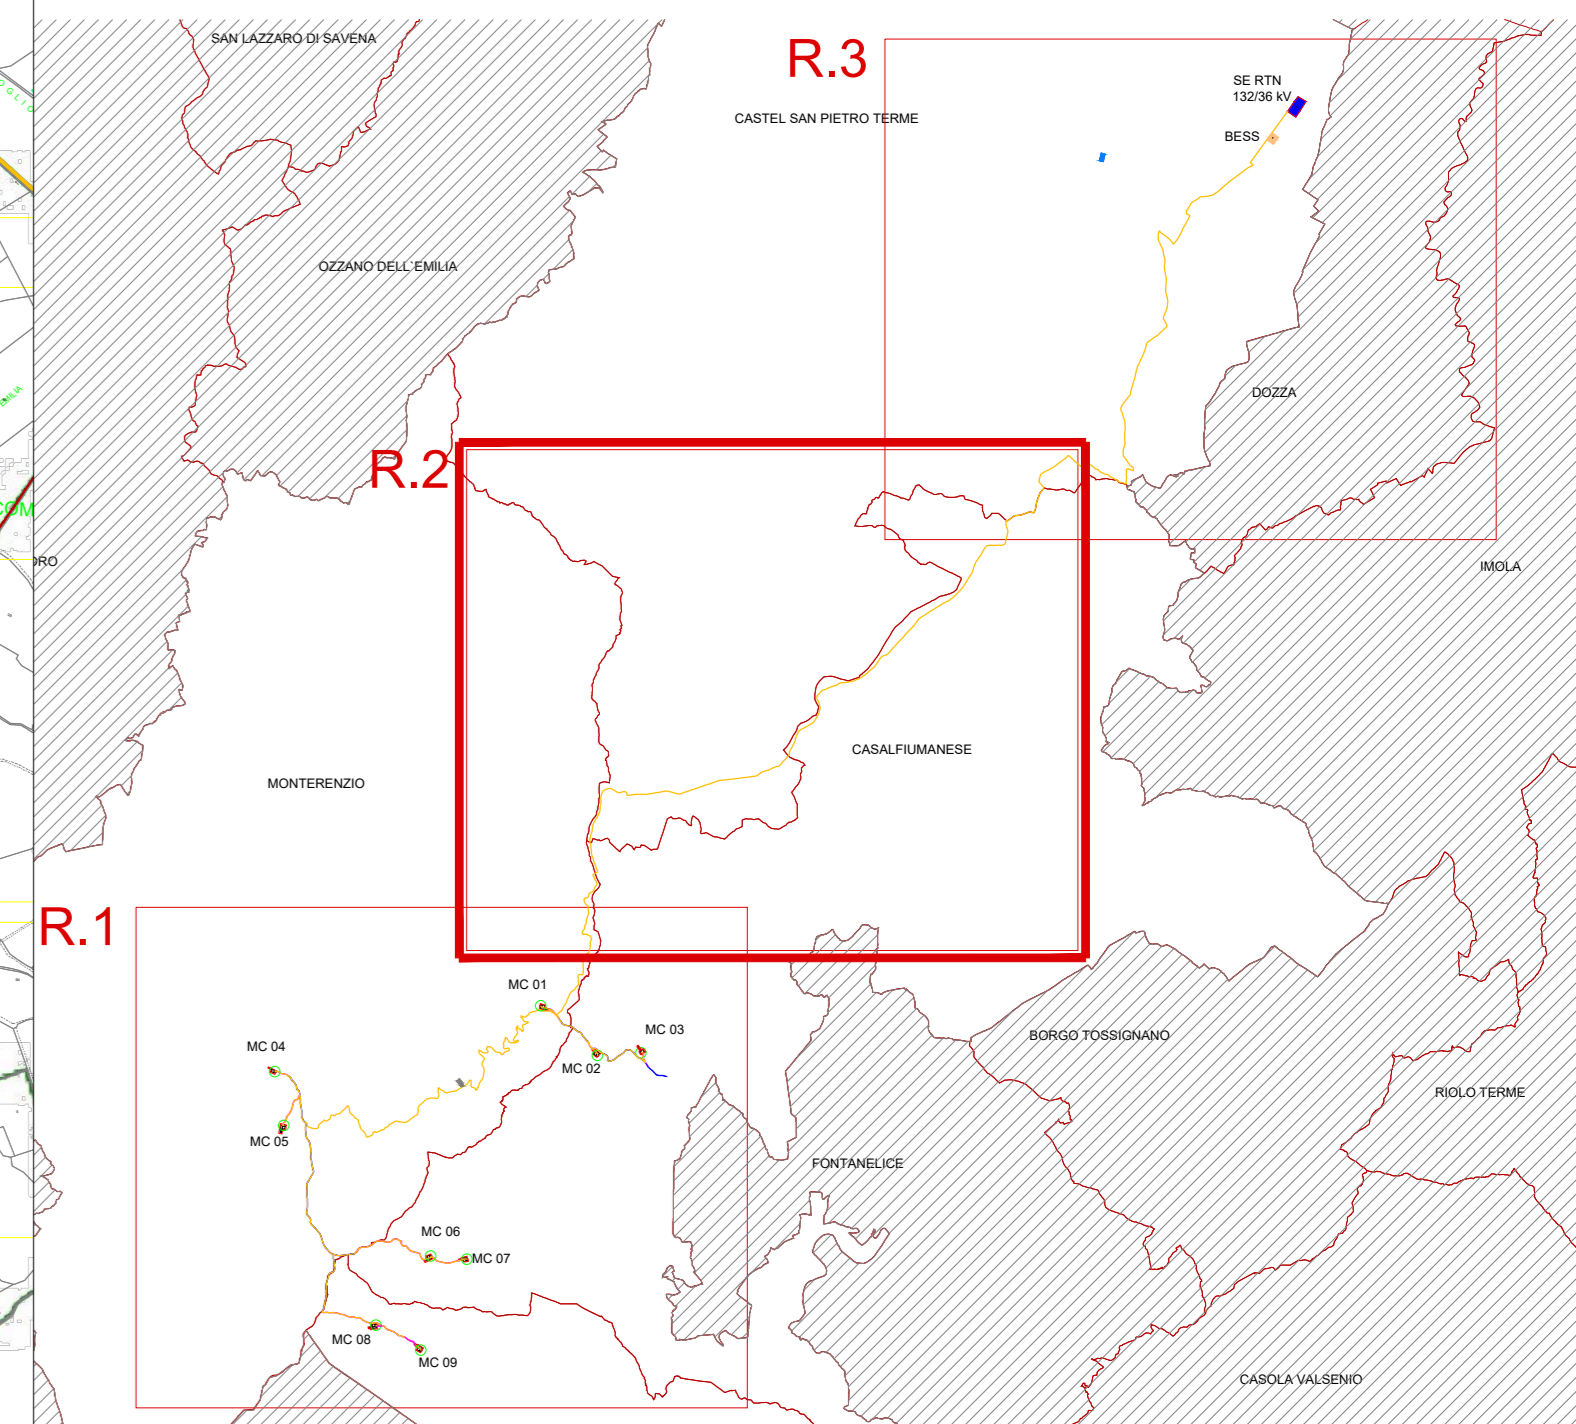 SAN LAZZARO DI SAVENA
R.3
SE RTN
132/36 kV
CASTEL SAN PIETRO TERME
BESS
OZZANO DELL`EMILIA
DOZZA
EMILIA
R.2
COM
IMOLA
CASALFIUMANESE
MONTERENZIO
R.1
MC 01
MC 03
MC 02
MC 04
MC 05
BORGO TOSSIGNANO
RIOLO TERME
FONTANELICE
MC 06
MC 07
MC 08
MC 09
CASOLA VALSENIO